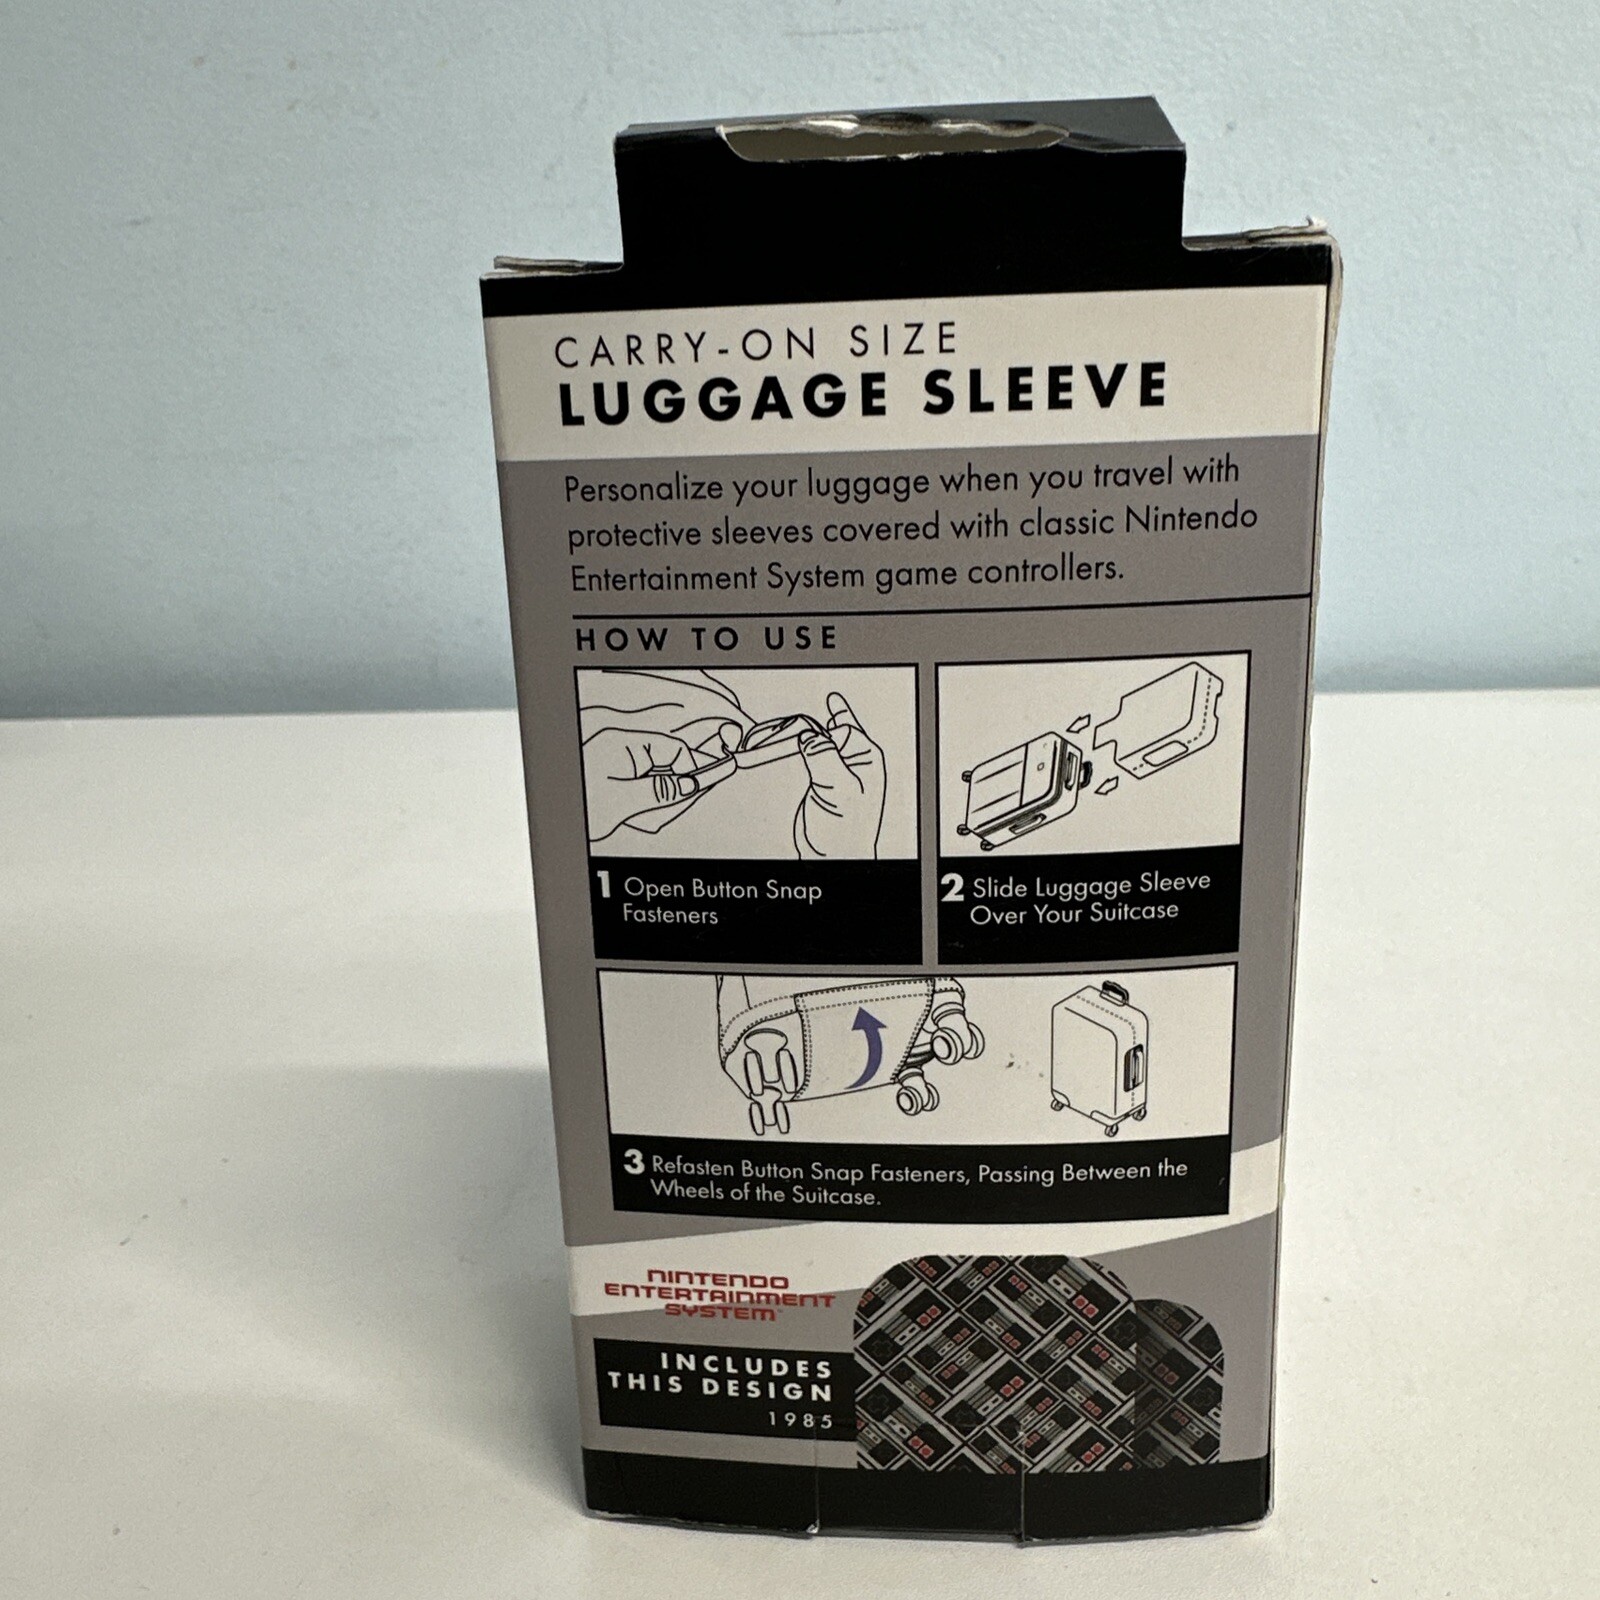 CARRY-ON SIZE
LUGGAGE SLEEVE
Personalize your luggage when you travel with
protective sleeves covered with classic Nintendo
Entertainment System game controllers.
HOW TO USE
1 Open Button Snap
Fasteners
2 Slide Luggage Sleeve
Over Your Suitcase
3 Refasten Button Snap Fasteners, Passing Between the
Wheels of the Suitcase.
NINTENDO
ENTERTAINMENT
SYSTEM™
INCLUDES
THIS DESIGN
1985